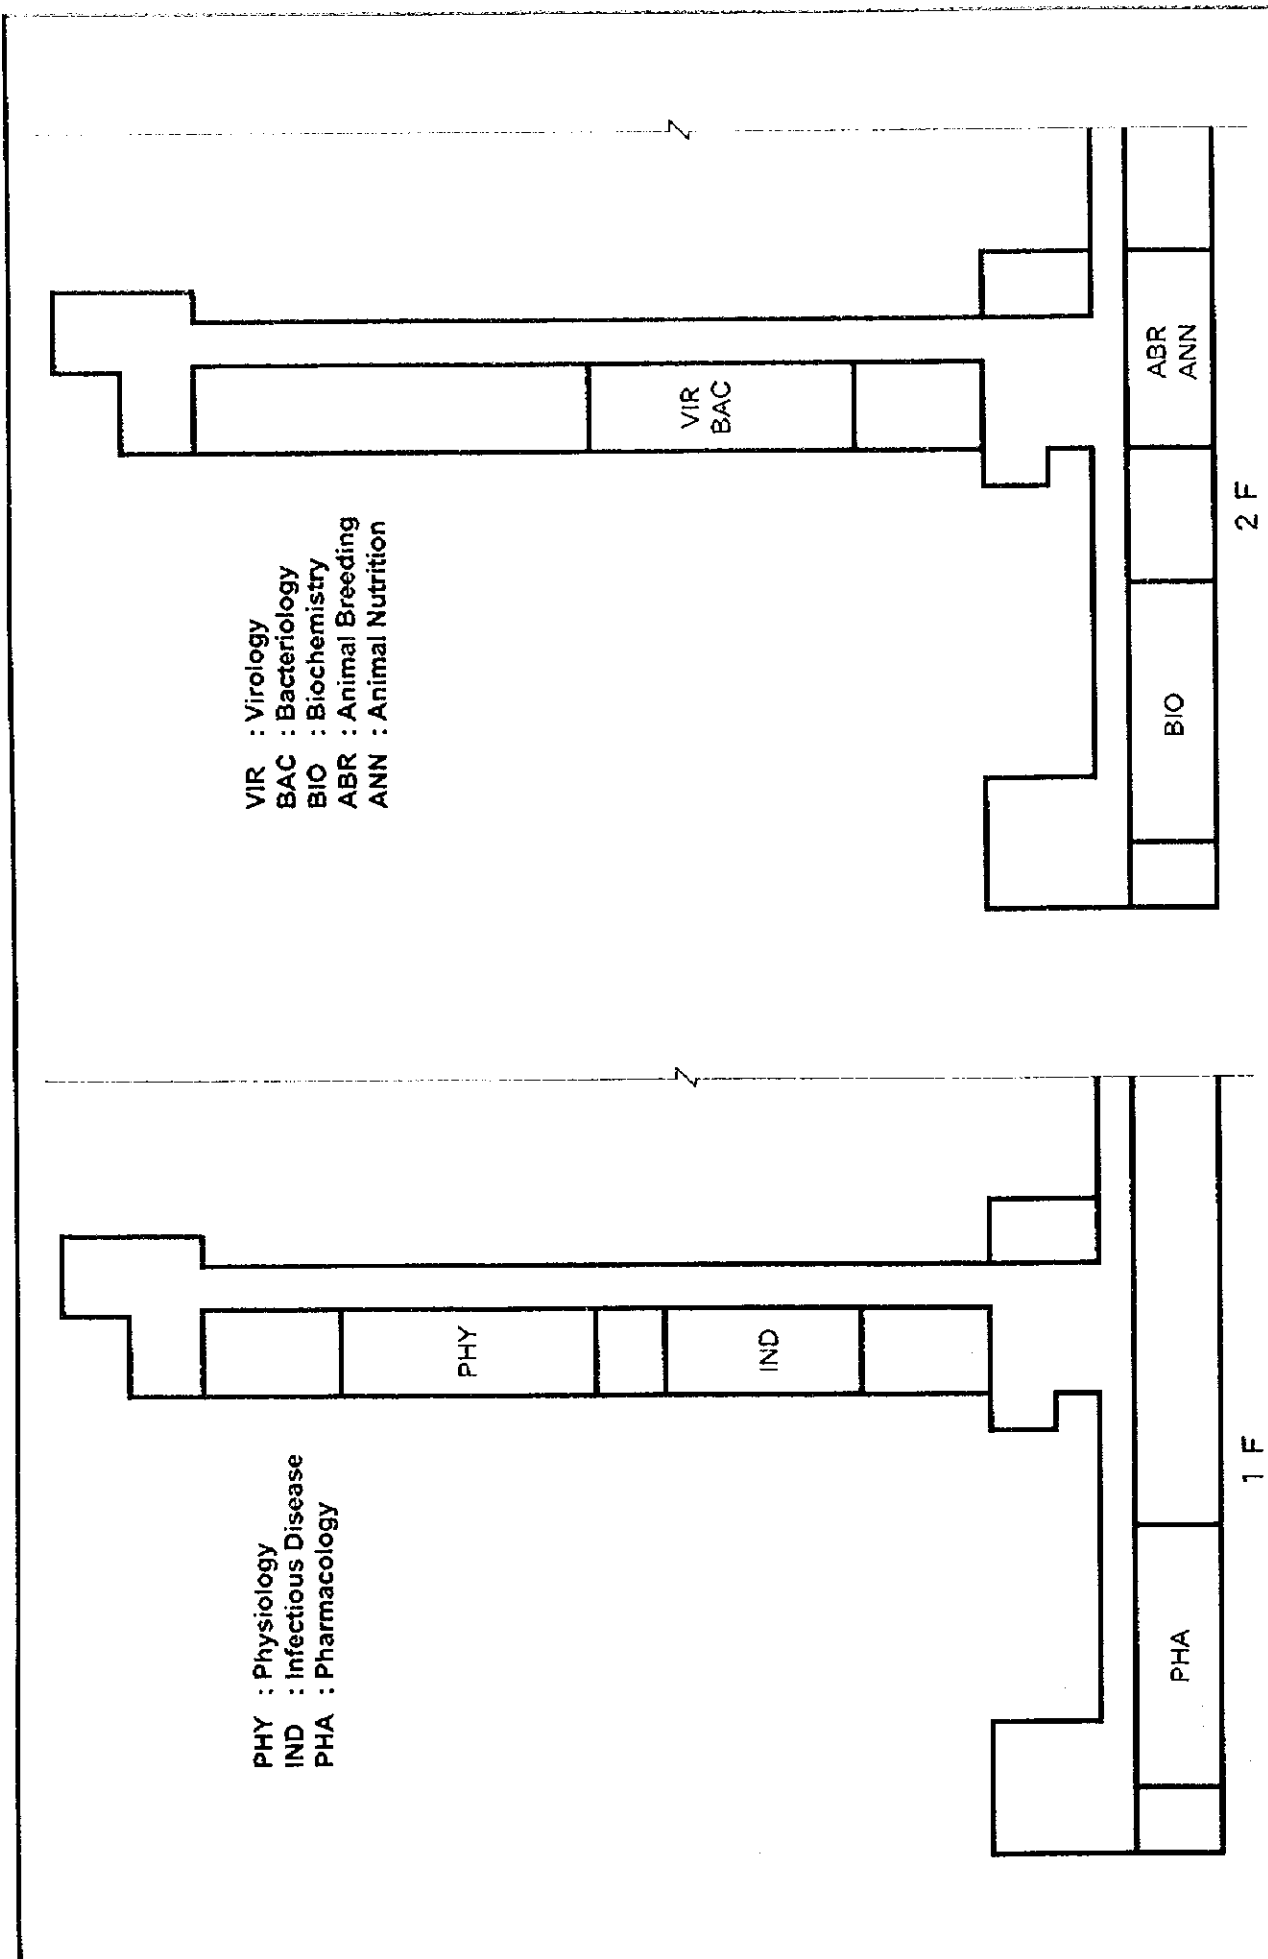 PHY : Physiology
IND : Infectious Disease
PHA : Pharmacology
PHY
IND
PHA
1 F
VIR : Virology
BAC : Bacteriology
BIO : Biochemistry
ABR : Animal Breeding
ANN : Animal Nutrition
VIR
BAC
BIO
ABR
ANN
2 F